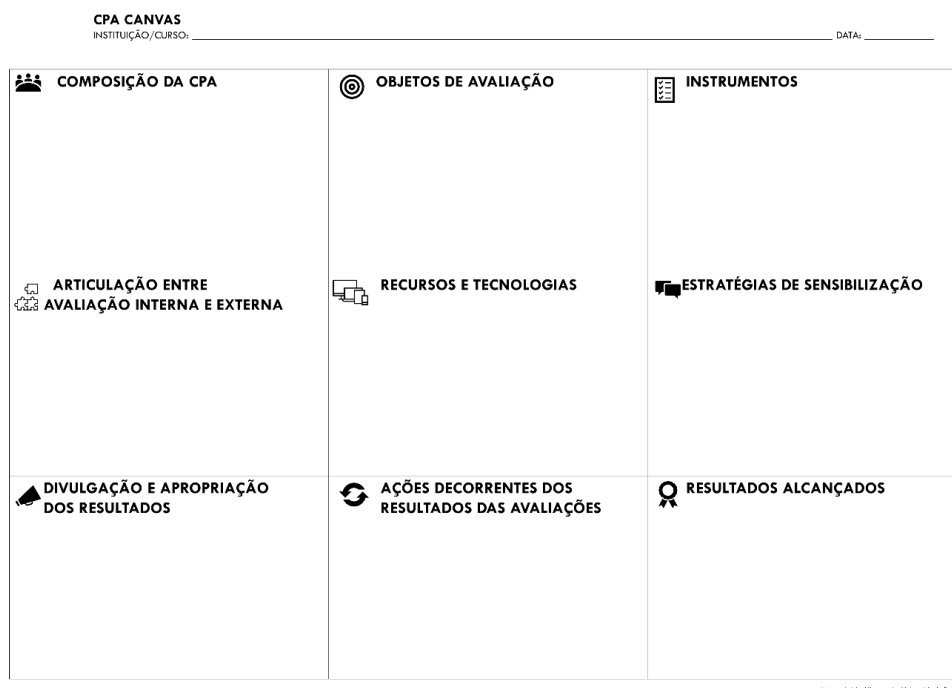 CPA CANVAS
INSTITUIÇÃO/CURSO: DATA:
COMPOSIÇÃO DA CPA
OBJETOS DE AVALIAÇÃO
INSTRUMENTOS
ARTICULAÇÃO ENTRE
AVALIAÇÃO INTERNA E EXTERNA
RECURSOS E TECNOLOGIAS
ESTRATÉGIAS DE SENSIBILIZAÇÃO
DIVULGAÇÃO E APROPRIAÇÃO
DOS RESULTADOS
AÇÕES DECORRENTES DOS
RESULTADOS DAS AVALIAÇÕES
RESULTADOS ALCANÇADOS